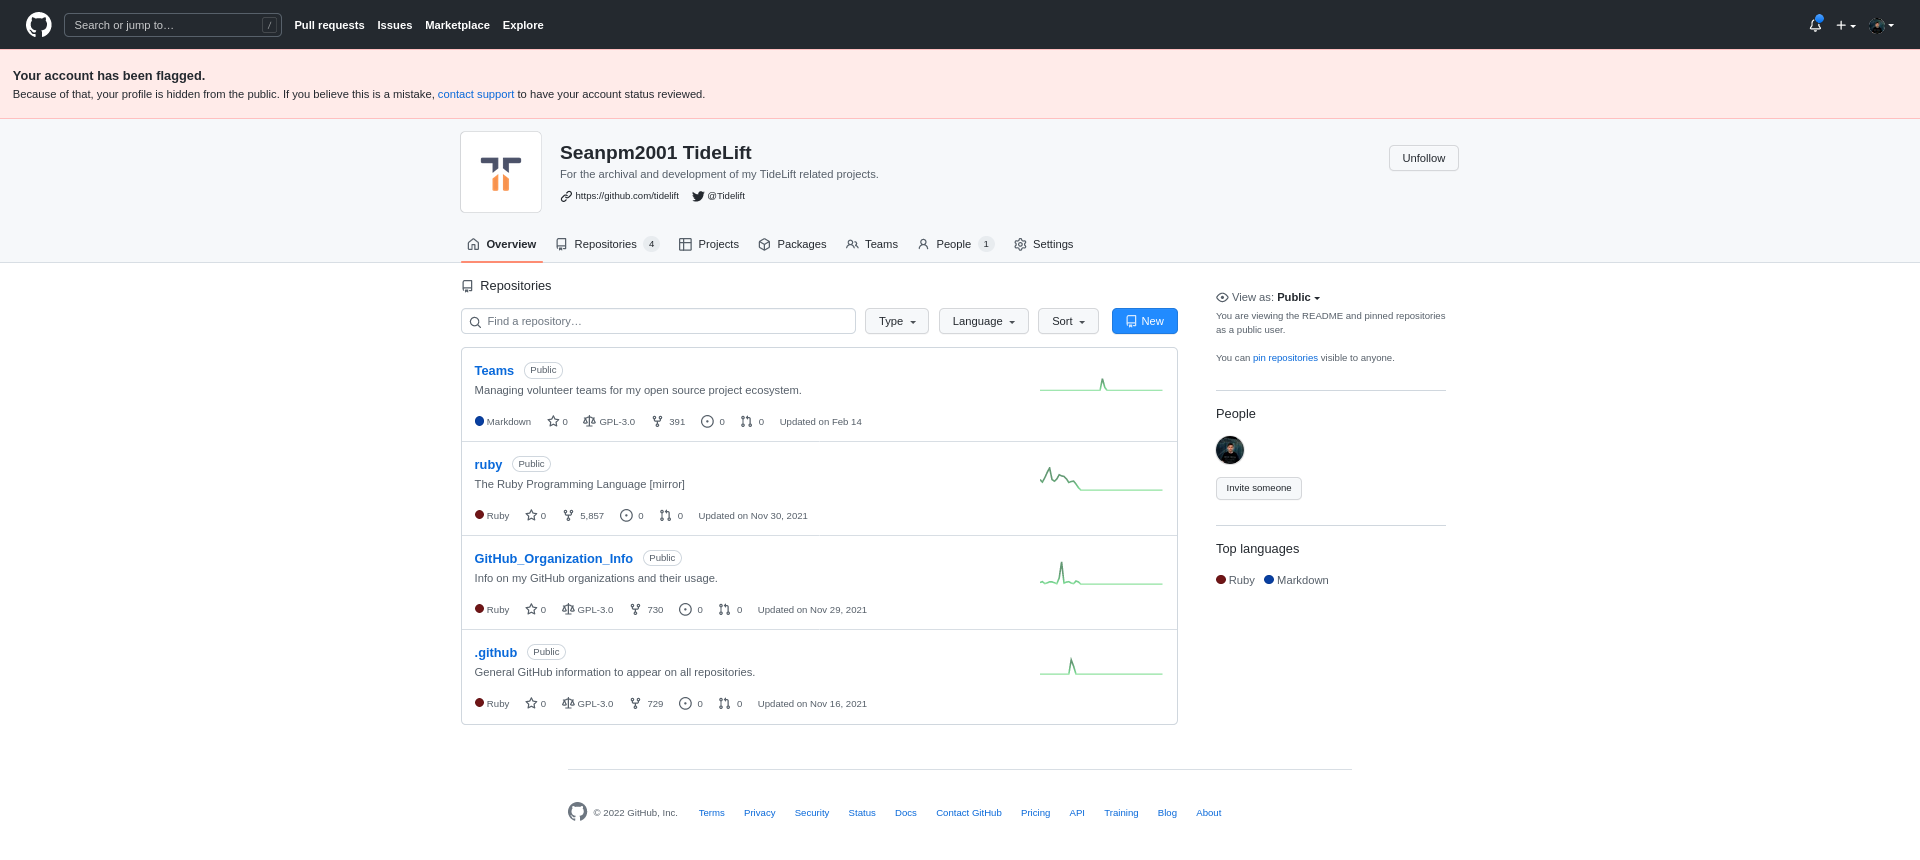 Search or jump to… /
Pull requests Issues Marketplace Explore
Your account has been flagged.
Because of that, your profile is hidden from the public. If you believe this is a mistake, contact support to have your account status reviewed.
Seanpm2001 TideLift
For the archival and development of my TideLift related projects.
https://github.com/tidelift @Tidelift
Unfollow
Overview Repositories 4 Projects Packages Teams People 1 Settings
Repositories
Find a repository… Type Language Sort New
Teams Public
Managing volunteer teams for my open source project ecosystem.
Markdown 0 GPL-3.0 391 0 0 Updated on Feb 14
ruby Public
The Ruby Programming Language [mirror]
Ruby 0 5,857 0 0 Updated on Nov 30, 2021
GitHub_Organization_Info Public
Info on my GitHub organizations and their usage.
Ruby 0 GPL-3.0 730 0 0 Updated on Nov 29, 2021
.github Public
General GitHub information to appear on all repositories.
Ruby 0 GPL-3.0 729 0 0 Updated on Nov 16, 2021
View as: Public
You are viewing the README and pinned repositories
as a public user.
You can pin repositories visible to anyone.
People
Invite someone
Top languages
Ruby Markdown
© 2022 GitHub, Inc. Terms Privacy Security Status Docs Contact GitHub Pricing API Training Blog About